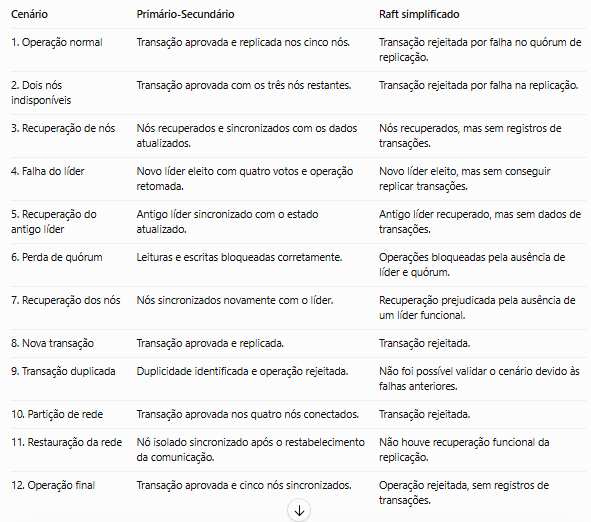 Cenário Primário-Secundário Raft simplificado
1. Operação normal Transação aprovada e replicada nos cinco nós. Transação rejeitada por falha no quórum de
replicação.
2. Dois nós Transação aprovada com os três nós restantes. Transação rejeitada por falha na replicação.
indisponíveis
3. Recuperação de nós Nós recuperados e sincronizados com os dados Nós recuperados, mas sem registros de
atualizados. transações.
4. Falha do líder Novo líder eleito com quatro votos e operação Novo líder eleito, mas sem conseguir
retomada. replicar transações.
5. Recuperação do Antigo líder sincronizado com o estado Antigo líder recuperado, mas sem dados de
antigo líder atualizado. transações.
6. Perda de quórum Leituras e escritas bloqueadas corretamente. Operações bloqueadas pela ausência de
líder e quórum.
7. Recuperação dos nós Nós sincronizados novamente com o líder. Recuperação prejudicada pela ausência de
um líder funcional.
8. Nova transação Transação aprovada e replicada. Transação rejeitada.
9. Transação duplicada Duplicidade identificada e operação rejeitada. Não foi possível validar o cenário devido às
falhas anteriores.
10. Partição de rede Transação aprovada nos quatro nós conectados. Transação rejeitada.
11. Restauração da rede Nó isolado sincronizado após o restabelecimento Não houve recuperação funcional da
da comunicação. replicação.
12. Operação final Transação aprovada e cinco nós sincronizados. Operação rejeitada, sem registros de
transações.